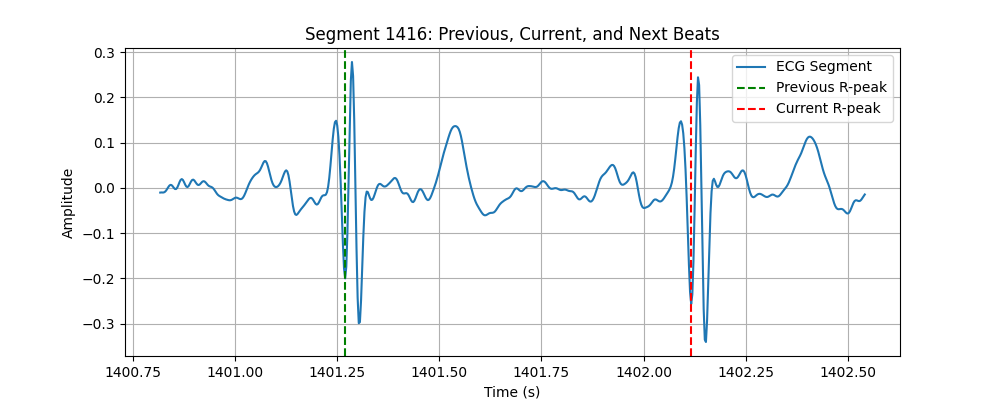 Segment 1416: Previous, Current, and Next Beats
ECG Segment
Previous R-peak
Current R-peak
Amplitude
0.3
0.2
0.1
0.0
−0.1
−0.2
−0.3
1400.75 1401.00 1401.25 1401.50 1401.75 1402.00 1402.25 1402.50
Time (s)